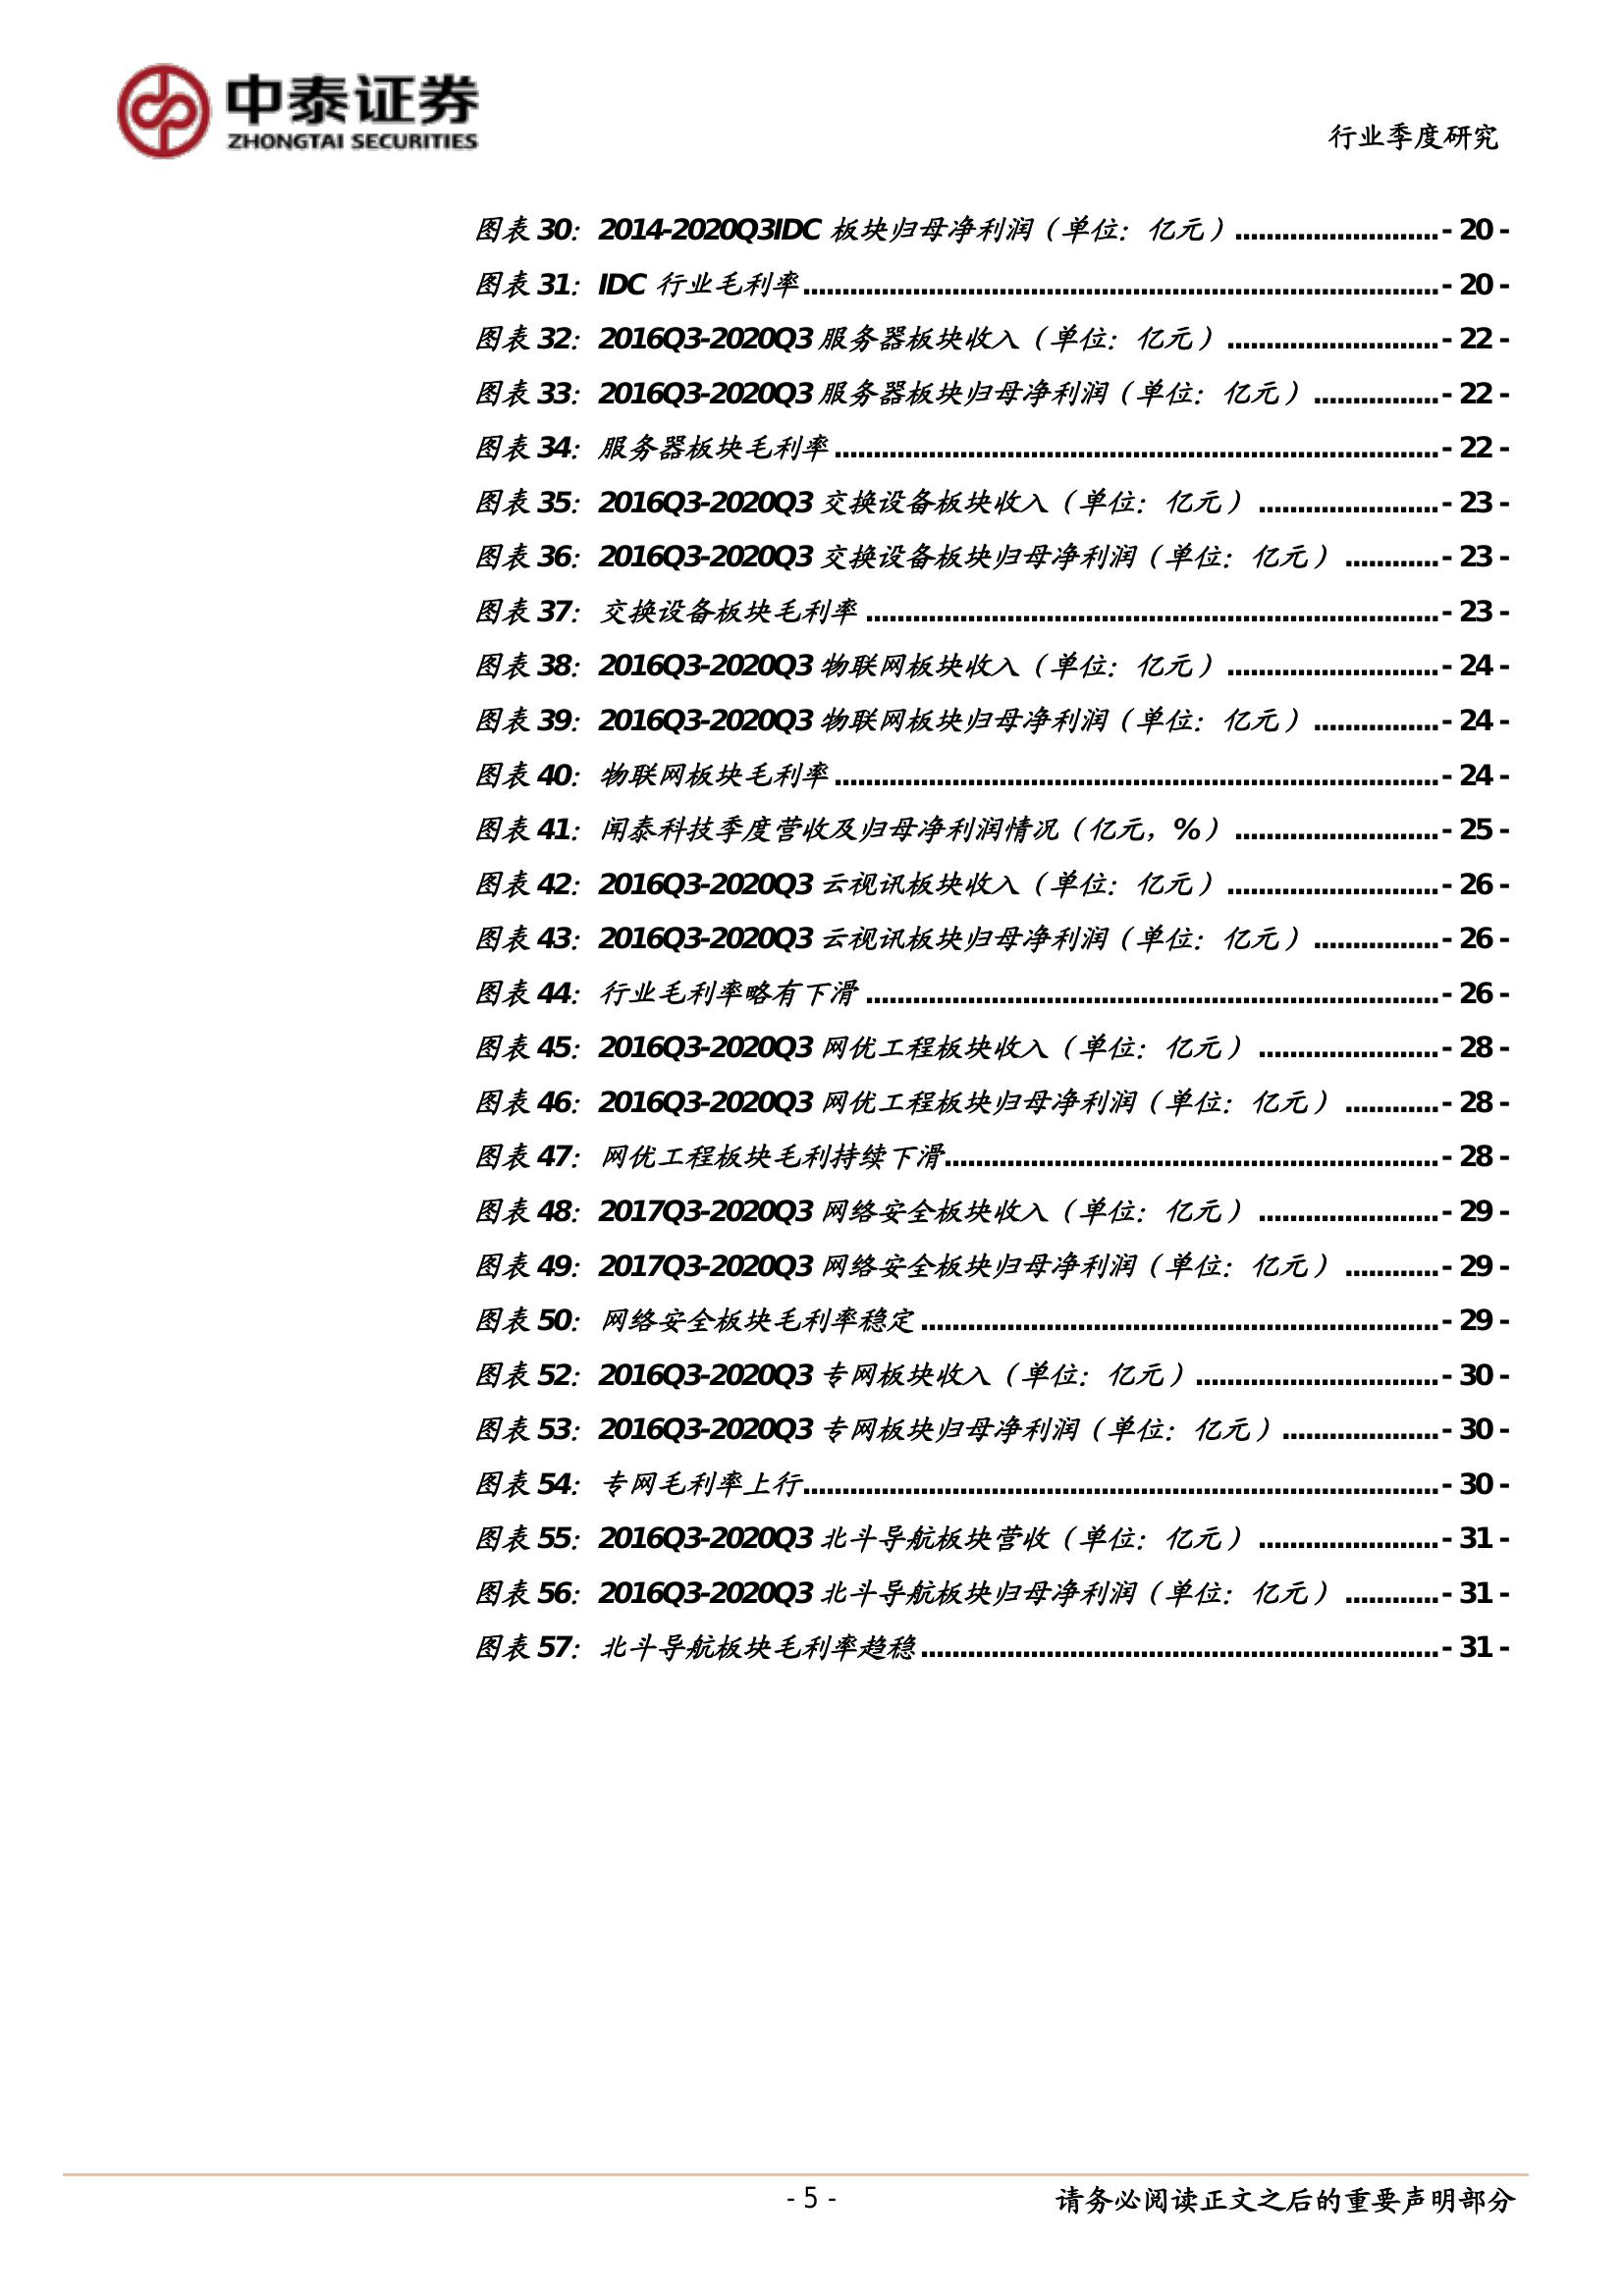 中泰证券
ZHONGTAI SECURITIES
行业季度研究
图表 30：2014-2020Q3IDC 板块归母净利润（单位：亿元）..........................- 20 -
图表 31：IDC 行业毛利率.................................................................................- 20 -
图表 32：2016Q3-2020Q3 服务器板块收入（单位：亿元）...........................- 22 -
图表 33：2016Q3-2020Q3 服务器板块归母净利润（单位：亿元）................- 22 -
图表 34：服务器板块毛利率.............................................................................- 22 -
图表 35：2016Q3-2020Q3 交换设备板块收入（单位：亿元）.......................- 23 -
图表 36：2016Q3-2020Q3 交换设备板块归母净利润（单位：亿元）............- 23 -
图表 37：交换设备板块毛利率.........................................................................- 23 -
图表 38：2016Q3-2020Q3 物联网板块收入（单位：亿元）...........................- 24 -
图表 39：2016Q3-2020Q3 物联网板块归母净利润（单位：亿元）................- 24 -
图表 40：物联网板块毛利率.............................................................................- 24 -
图表 41：闻泰科技季度营收及归母净利润情况（亿元，%）..........................- 25 -
图表 42：2016Q3-2020Q3 云视讯板块收入（单位：亿元）...........................- 26 -
图表 43：2016Q3-2020Q3 云视讯板块归母净利润（单位：亿元）................- 26 -
图表 44：行业毛利率略有下滑.........................................................................- 26 -
图表 45：2016Q3-2020Q3 网优工程板块收入（单位：亿元）.......................- 28 -
图表 46：2016Q3-2020Q3 网优工程板块归母净利润（单位：亿元）............- 28 -
图表 47：网优工程板块毛利持续下滑...............................................................- 28 -
图表 48：2017Q3-2020Q3 网络安全板块收入（单位：亿元）.......................- 29 -
图表 49：2017Q3-2020Q3 网络安全板块归母净利润（单位：亿元）............- 29 -
图表 50：网络安全板块毛利率稳定..................................................................- 29 -
图表 52：2016Q3-2020Q3 专网板块收入（单位：亿元）...............................- 30 -
图表 53：2016Q3-2020Q3 专网板块归母净利润（单位：亿元）....................- 30 -
图表 54：专网毛利率上行.................................................................................- 30 -
图表 55：2016Q3-2020Q3 北斗导航板块营收（单位：亿元）.......................- 31 -
图表 56：2016Q3-2020Q3 北斗导航板块归母净利润（单位：亿元）............- 31 -
图表 57：北斗导航板块毛利率趋稳..................................................................- 31 -
- 5 -
请务必阅读正文之后的重要声明部分